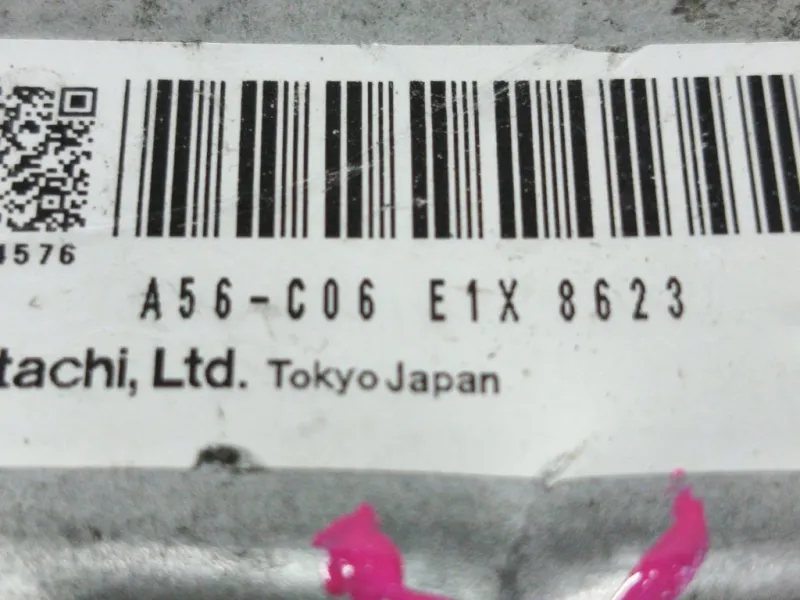 4576
A56-C06 E1X 8623
tachi, Ltd. Tokyo Japan